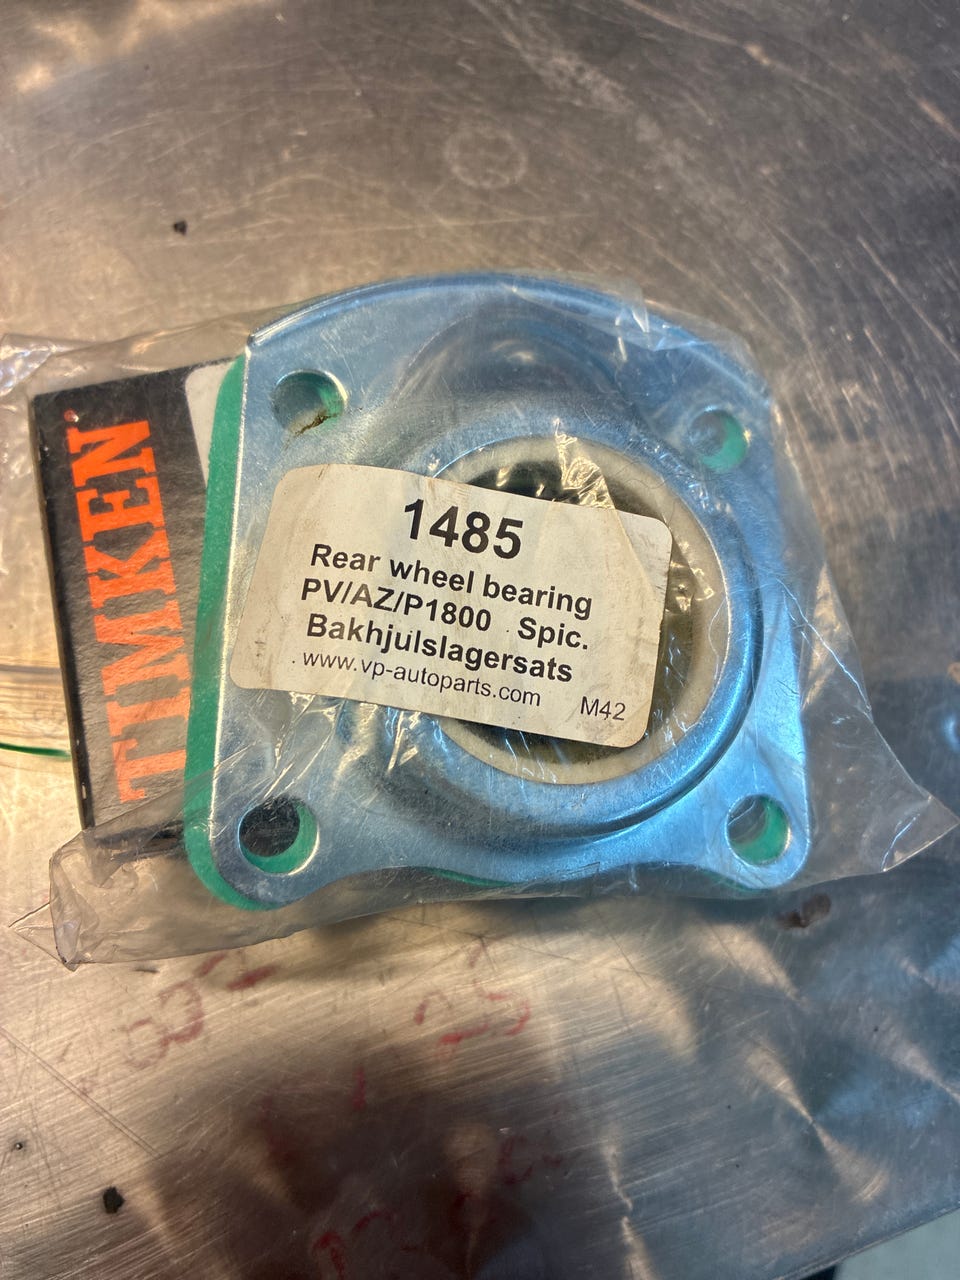 TIMKEN
1485
Rear wheel bearing
PV/AZ/P1800 Spic.
Bakhjulslagersats
www.vp-autoparts.com M42